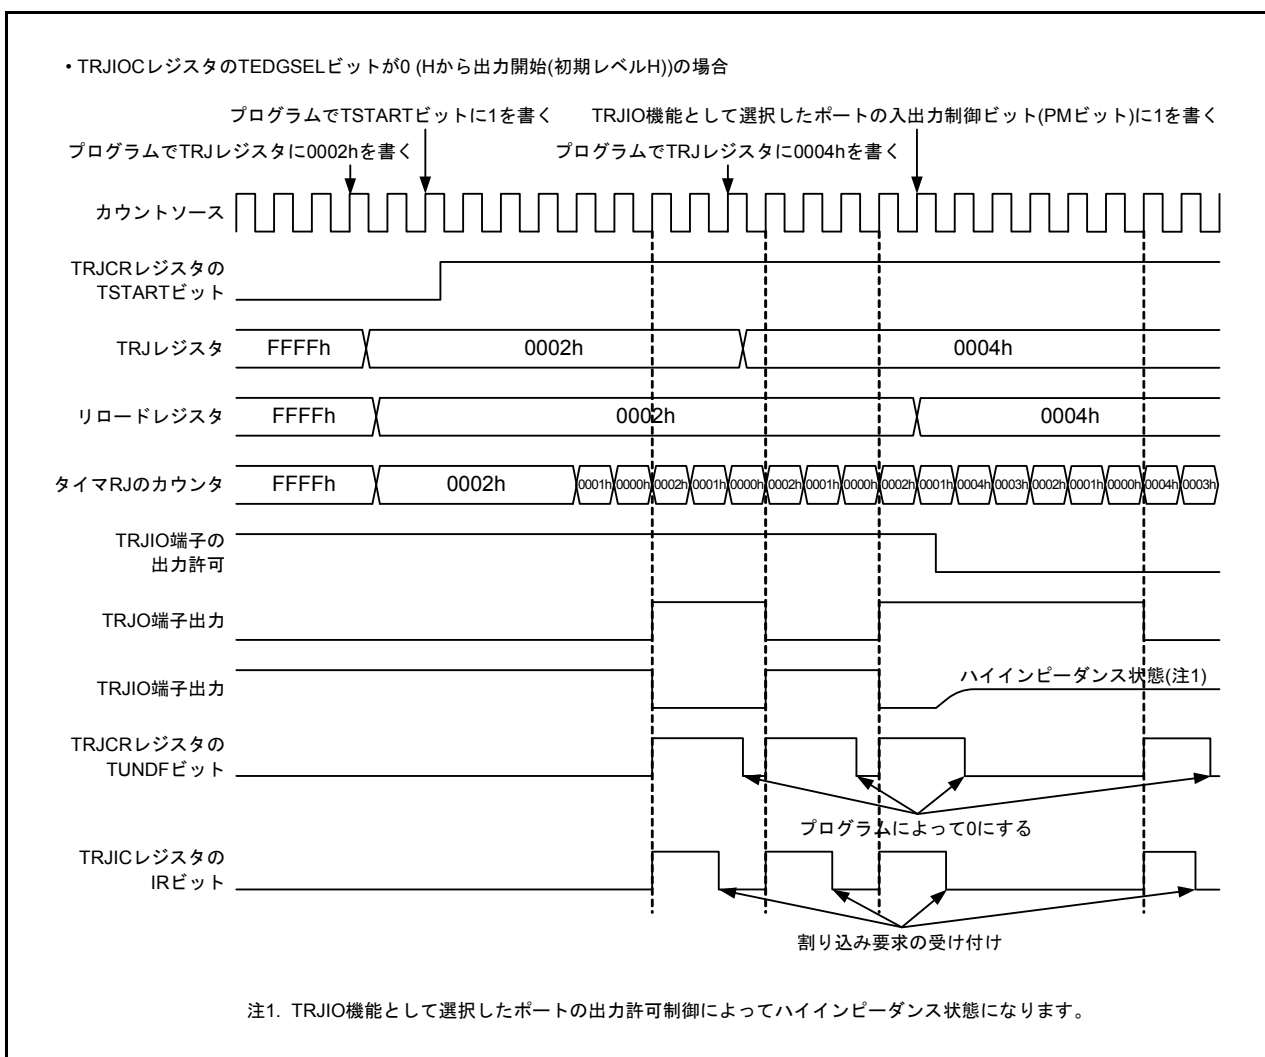 • TRJIOCレジスタのTEDGSELビットが0 (Hから出力開始(初期レベルH))の場合
プログラムでTSTARTビットに1を書く
TRJIO機能として選択したポートの入出力制御ビット(PMビット)に1を書く
プログラムでTRJレジスタに0002hを書く
プログラムでTRJレジスタに0004hを書く
カウントソース
TRJCRレジスタの
TSTARTビット
TRJレジスタ
FFFFh
0002h
0004h
リロードレジスタ
FFFFh
0002h
0004h
タイマRJのカウンタ
FFFFh
0002h
0001h
0000h
0002h
0001h
0000h
0002h
0001h
0000h
0002h
0001h
0004h
0003h
0002h
0001h
0000h
0004h
0003h
TRJIO端子の
出力許可
TRJO端子出力
TRJIO端子出力
ハイインピーダンス状態(注1)
TRJCRレジスタの
TUNDFビット
プログラムによって0にする
TRJICレジスタの
IRビット
割り込み要求の受け付け
注1. TRJIO機能として選択したポートの出力許可制御によってハイインピーダンス状態になります。